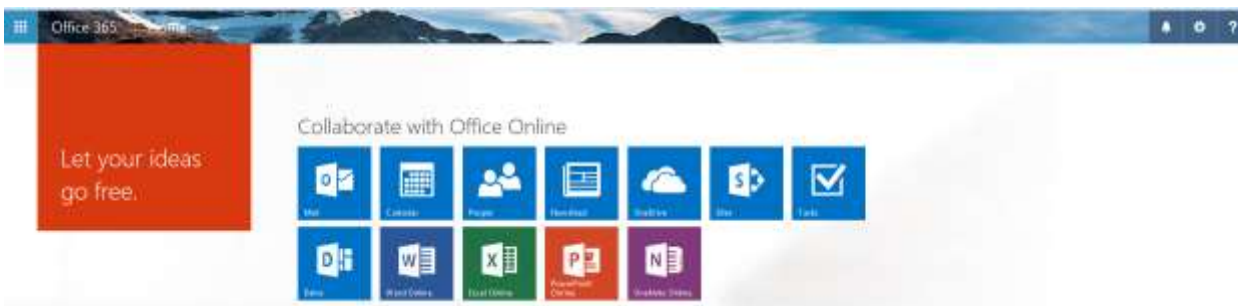 Office 365
Let your ideas
go free.
Collaborate with Office Online
Mail
Calendar
People
Newsfeed
OneDrive
Sites
Tasks
Delve
Word Online
Excel Online
PowerPoint
Online
OneNote Online